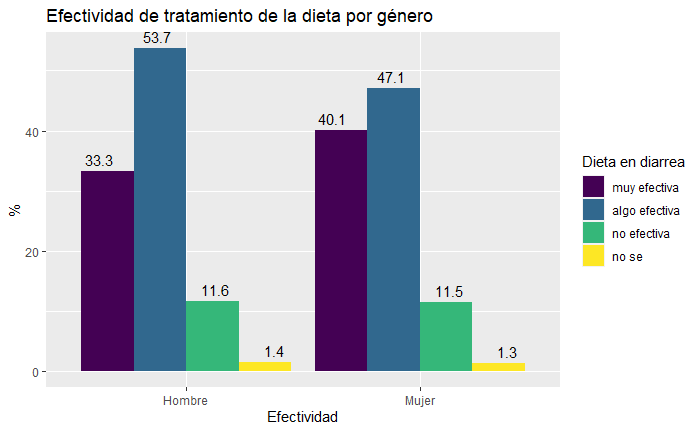 Efectividad de tratamiento de la dieta por género
53.7
47.1
40.1
33.3
11.6
11.5
1.4
1.3
40
20
0
%
Hombre
Mujer
Efectividad
Dieta en diarrea
muy efectiva
algo efectiva
no efectiva
no se